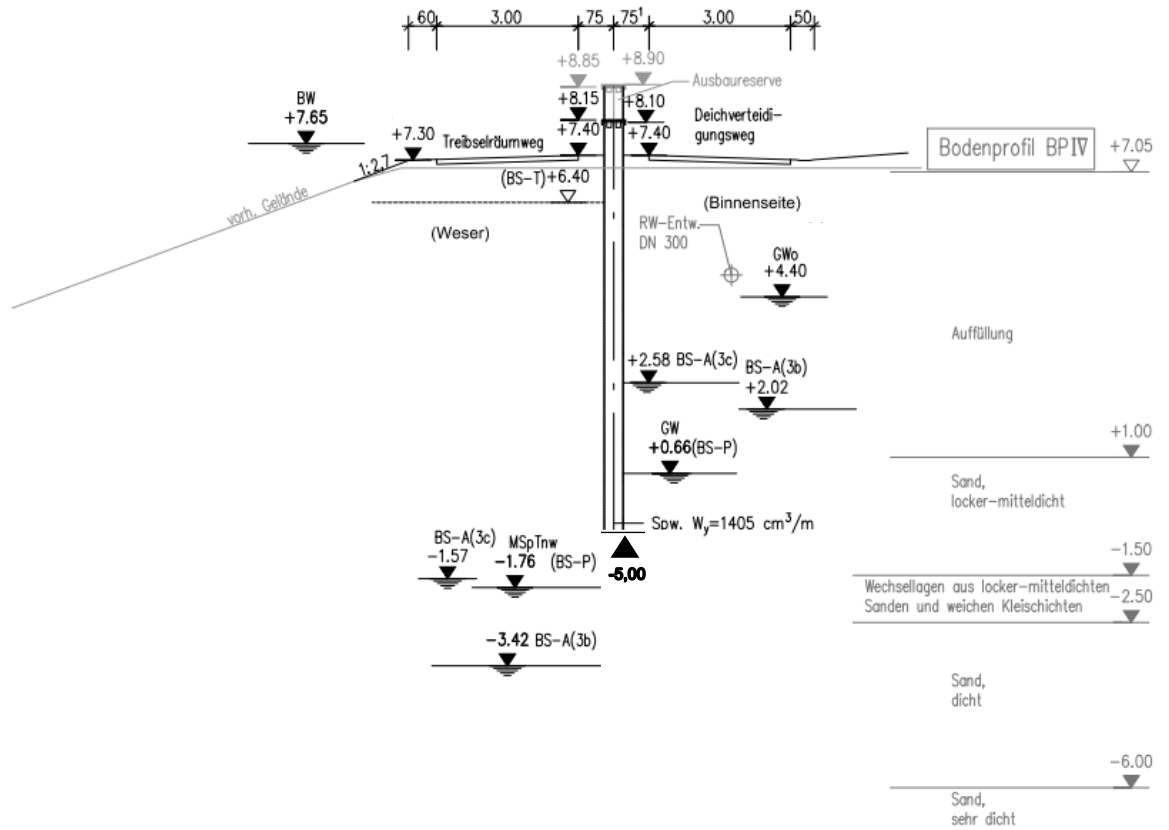 60 3.00 75 75¹ 3.00 50
+8.85 +8.90
Ausbaureserve
BW
+7.65
+8.15 +8.10
Deichverteidi-
gungsweg
+7.30 Treibselräumweg +7.40 +7.40
Bodenprofil BPIV +7.05
1:2,7
(BS-T)+6.40
vorh. Gelände
(Weser)
(Binnenseite)
RW-Entw.
DN 300
GWo
+4.40
Auffüllung
+2.58 BS-A(3c)
BS-A(3b)
+2.02
GW
+0.66(BS-P)
+1.00
Sand,
locker-mitteldicht
Spw. Wy=1405 cm³/m
-5,00
BS-A(3c)
-1.57
MSpTnw
-1.76 (BS-P)
-1.50
Wechsellagen aus locker-mitteldichten
Sanden und weichen Kleischichten
-2.50
-3.42 BS-A(3b)
Sand,
dicht
-6.00
Sand,
sehr dicht